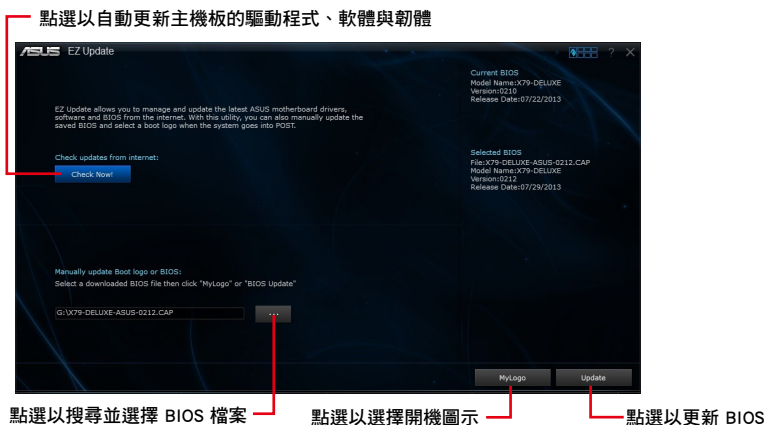 點選以自動更新主機板的驅動程式、軟體與韌體
ASUS EZ Update
?
Current BIOS
Model Name:X79-DELUXE
Version:0210
Release Date:07/22/2013
EZ Update allows you to manage and update the latest ASUS motherboard drivers,
software and BIOS from the internet. With this utility, you can also manually update the
saved BIOS and select a boot logo when the system goes into POST.
Check updates from internet:
Check Now!
Selected BIOS
File:X79-DELUXE-ASUS-0212.CAP
Model Name:X79-DELUXE
Version:0212
Release Date:07/29/2013
Manually update Boot logo or BIOS:
Select a downloaded BIOS file then click "MyLogo" or "BIOS Update"
G:\X79-DELUXE-ASUS-0212.CAP
...
MyLogo
Update
點選以搜尋並選擇 BIOS 檔案
點選以選擇開機圖示
點選以更新 BIOS